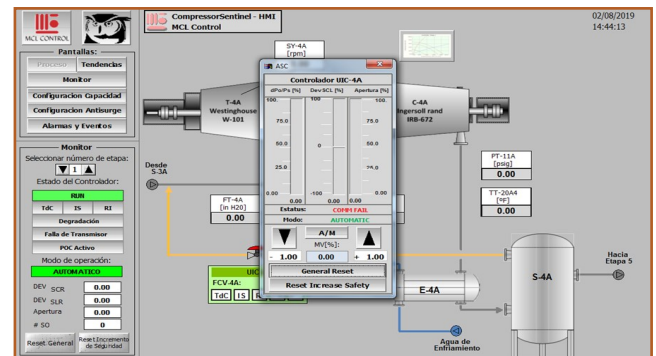 CompressorSentinel - HMI
MCL Control
02/08/2019
14:44:13
MCL CONTROL
Pantallas:
Proceso
Tendencias
Monitor
Configuracion Capacidad
Configuracion Antisurge
Alarmas y Eventos
Monitor
Seleccionar número de etapa:
1
Estado del Controlador:
RUN
TdC IS RI
Degradación
Falla de Transmisor
POC Activo
Modo de operación:
AUTOMATICO
DEV SCR 0.00
DEV SLR 0.00
Apertura 0.00
# SO 0
Reset General
Reset Incremento de Seguridad
SY-4A
[rpm]
T-4A
Westinghouse
W-101
Desde
S-3A
FT-4A
[in H20]
0.00
ASC
Controlador UIC-4A
dPo/Ps [%] Dev:SCL [%] Apertura [%]
100. 100 100.
75.0 75.0
50.0 0 50.0
25.0
0.00 -100 0.00
0.00 0.00 0.00
Estatus: COMM FAIL
Modo: AUTOMATIC
A/M
MV[%]:
- 1.00 0.00 + 1.00
General Reset
Reset Increase Safety
UIC
FCV-4A:
TdC IS
C-4A
Ingersoll rand
IRB-672
PT-11A
[psig]
0.00
TT-20A4
[ºF]
0.00
E-4A
S-4A
Hacia
Etapa 5
Agua de
Enfriamiento